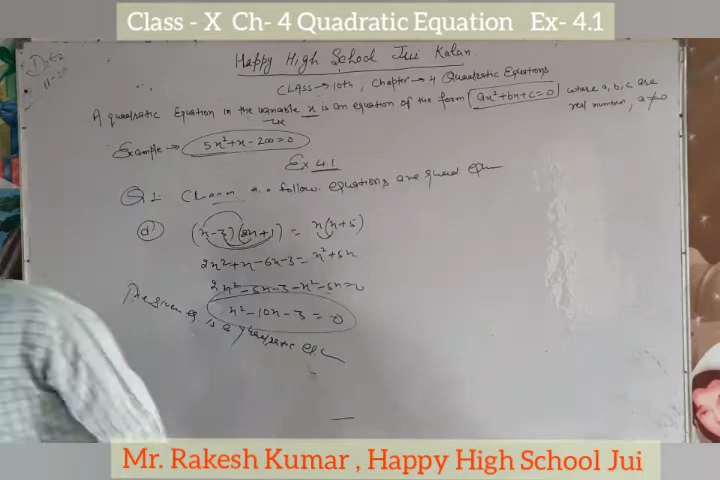 Class - X Ch- 4 Quadratic Equation Ex- 4.1
Date
Happy High School Jui Kalan.
CLASS → 10th, Chapter → 4 Quadratic Equations
A quadratic Equation in the variable x is an equation of the form ax²+bx+c=0 where a, b, c are
real number, a≠0
Example → 5x²+x-200=0
Ex 4.1
Q 1 follow. equations are quad eqn
(x-3)(2x+1) = x(x+5)
2x²+x-6x-3=x²+5x
2x²-5x-3-x²-5x=0
x²-10x-3=0
The given eq. is a quadratic eqn
Mr. Rakesh Kumar , Happy High School Jui